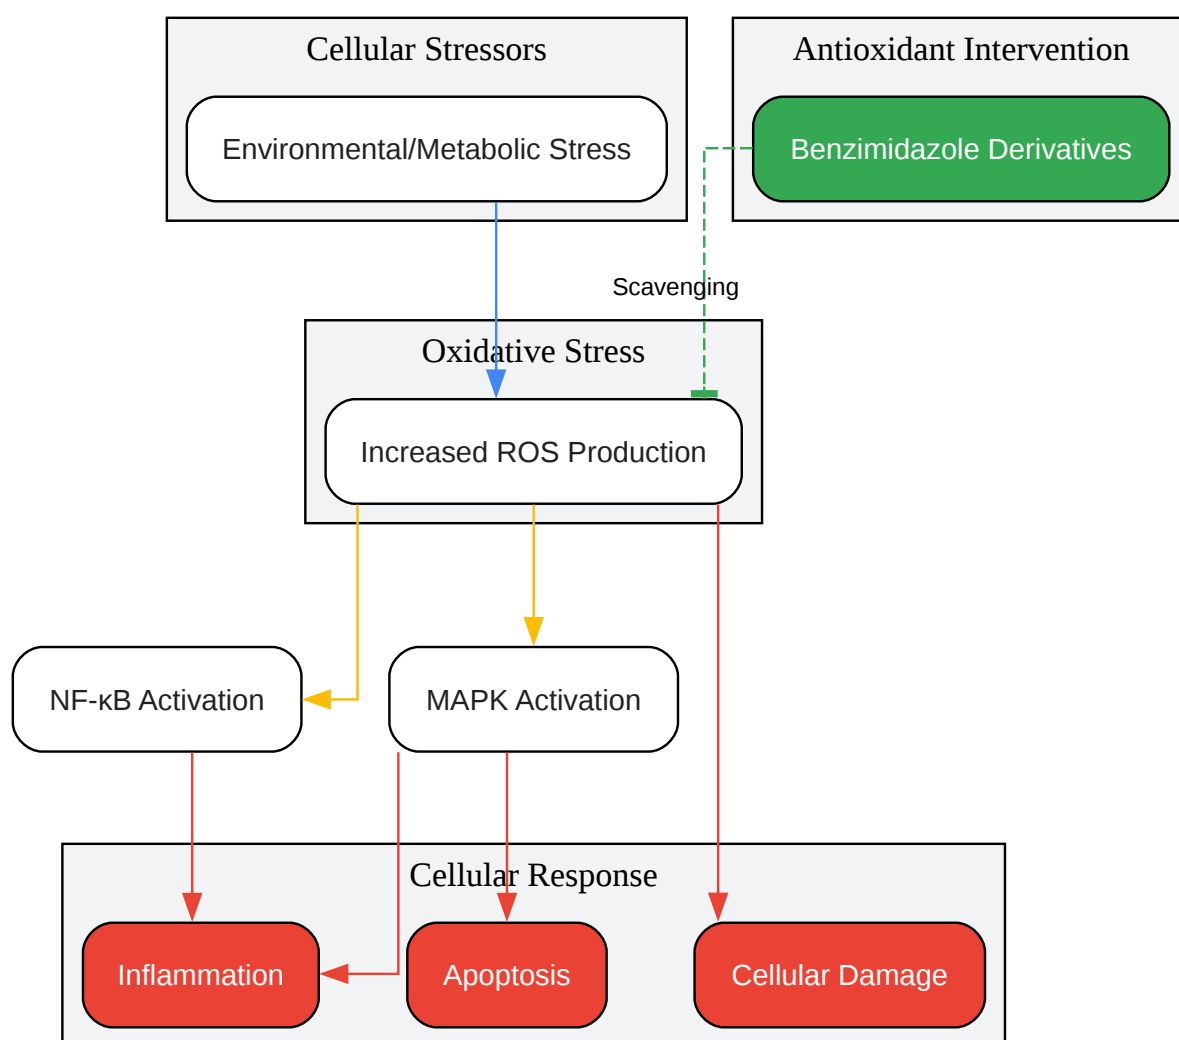 Cellular Stressors
Antioxidant Intervention
Environmental/Metabolic Stress
Benzimidazole Derivatives
Scavenging
Oxidative Stress
Increased ROS Production
NF-κB Activation
MAPK Activation
Cellular Response
Inflammation
Apoptosis
Cellular Damage